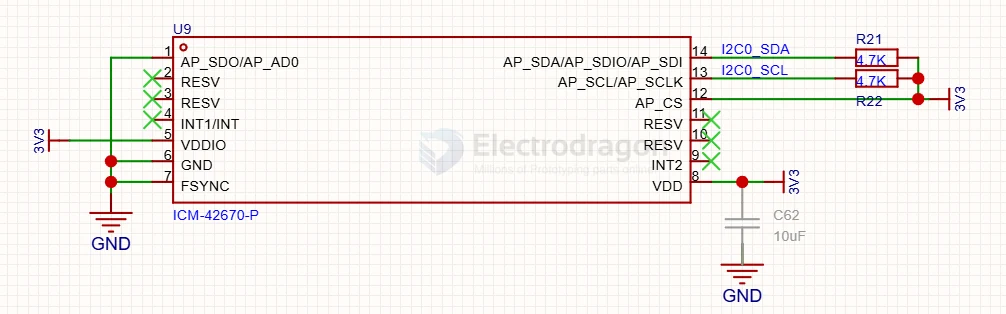 U9
1 AP_SDO/AP_AD0
2 RESV
3 RESV
4 INT1/INT
3V3 5 VDDIO
6 GND
7 FSYNC
GND
ICM-42670-P
AP_SDA/AP_SDIO/AP_SDI 14 I2C0_SDA R21 4.7K
AP_SCL/AP_SCLK 13 I2C0_SCL 4.7K
AP_CS 12 R22 3V3
RESV 11
RESV 10
INT2 9
VDD 8 3V3
Electrodragon
C62
10uF
GND